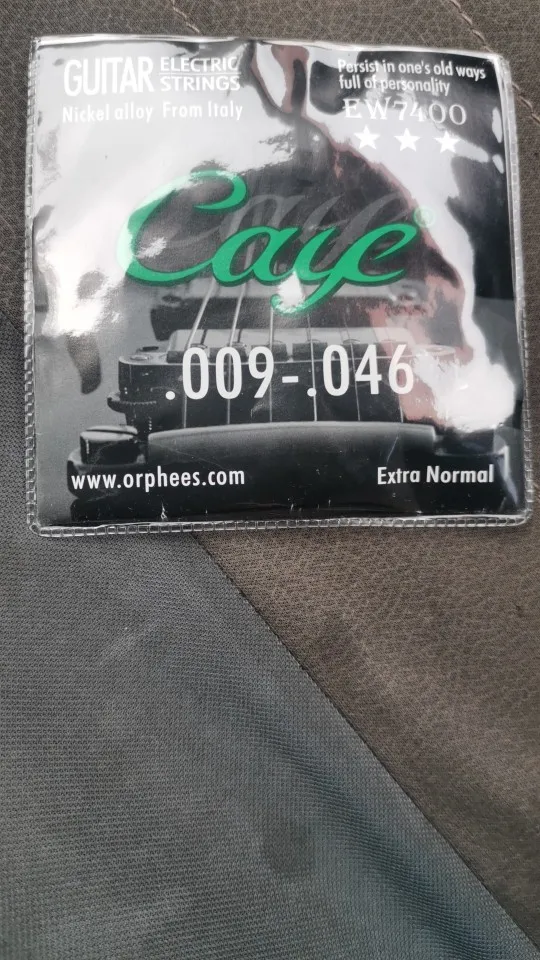 GUITAR ELECTRIC STRINGS
Nickel alloy From Italy
Persist in one's old ways
full of personality
EW7400
Caye®
.009-.046
www.orphees.com
Extra Normal